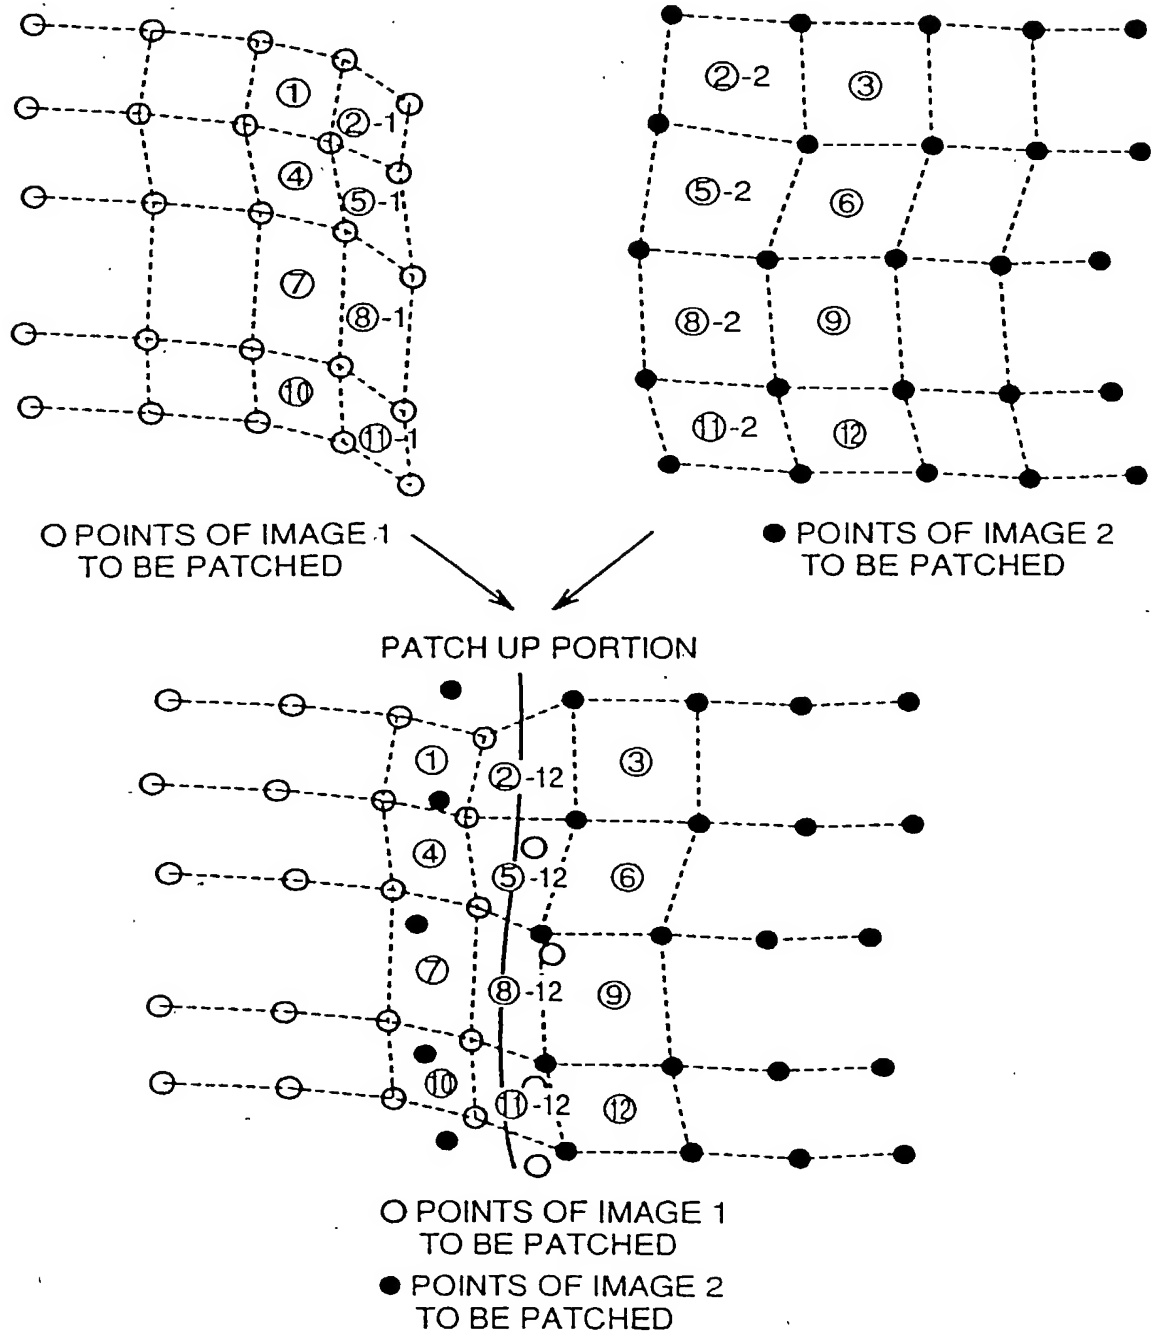 ①
②-1
④
⑤-1
⑦
⑧-1
⑩
⑪-1
○ POINTS OF IMAGE 1
TO BE PATCHED
②-2
③
⑤-2
⑥
⑧-2
⑨
⑪-2
⑫
● POINTS OF IMAGE 2
TO BE PATCHED
PATCH UP PORTION
① ②-12 ③
④ ⑤-12 ⑥
⑦ ⑧-12 ⑨
⑩ ⑪-12 ⑫
○ POINTS OF IMAGE 1
TO BE PATCHED
● POINTS OF IMAGE 2
TO BE PATCHED